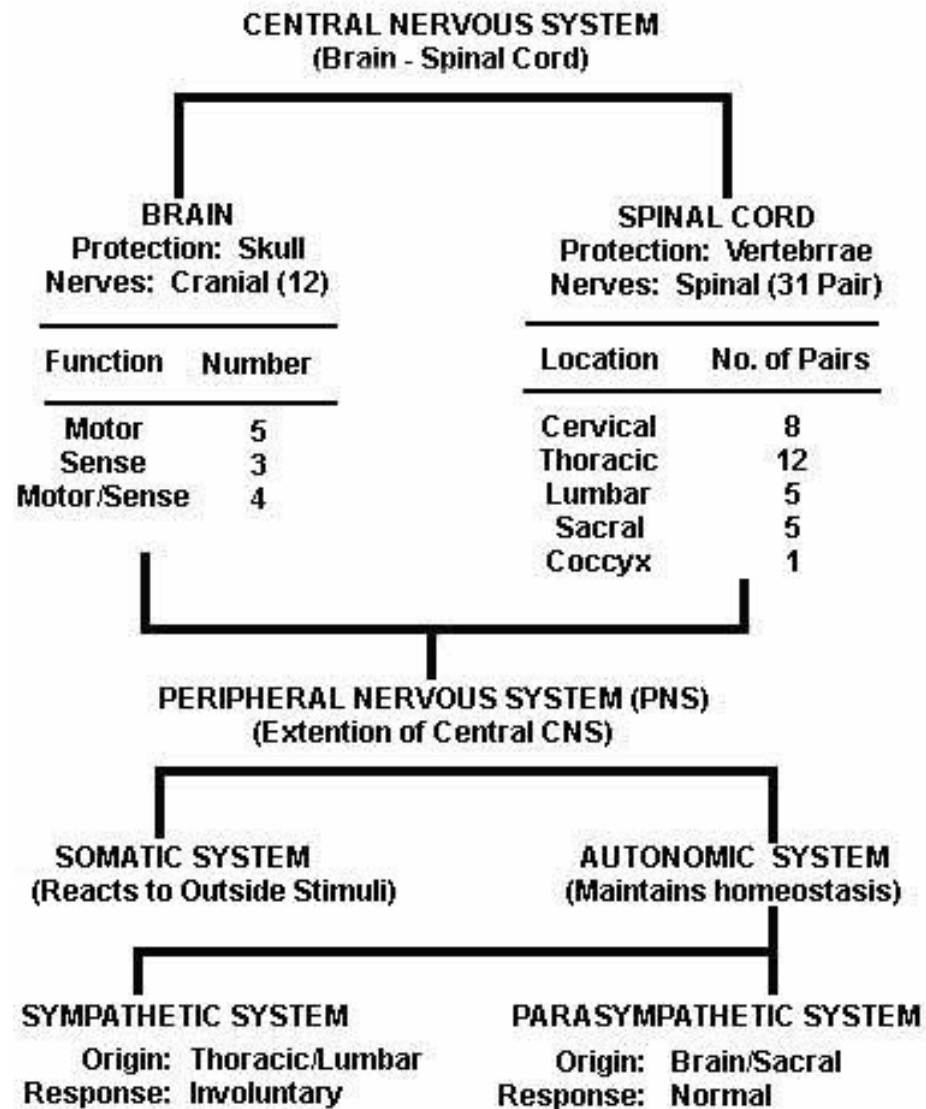 CENTRAL NERVOUS SYSTEM
(Brain - Spinal Cord)
BRAIN
Protection: Skull
Nerves: Cranial (12)
Function Number
Motor 5
Sense 3
Motor/Sense 4
SPINAL CORD
Protection: Vertebrrae
Nerves: Spinal (31 Pair)
Location No. of Pairs
Cervical 8
Thoracic 12
Lumbar 5
Sacral 5
Coccyx 1
PERIPHERAL NERVOUS SYSTEM (PNS)
(Extention of Central CNS)
SOMATIC SYSTEM
(Reacts to Outside Stimuli)
AUTONOMIC SYSTEM
(Maintains homeostasis)
SYMPATHETIC SYSTEM
Origin: Thoracic/Lumbar
Response: Involuntary
PARASYMPATHETIC SYSTEM
Origin: Brain/Sacral
Response: Normal